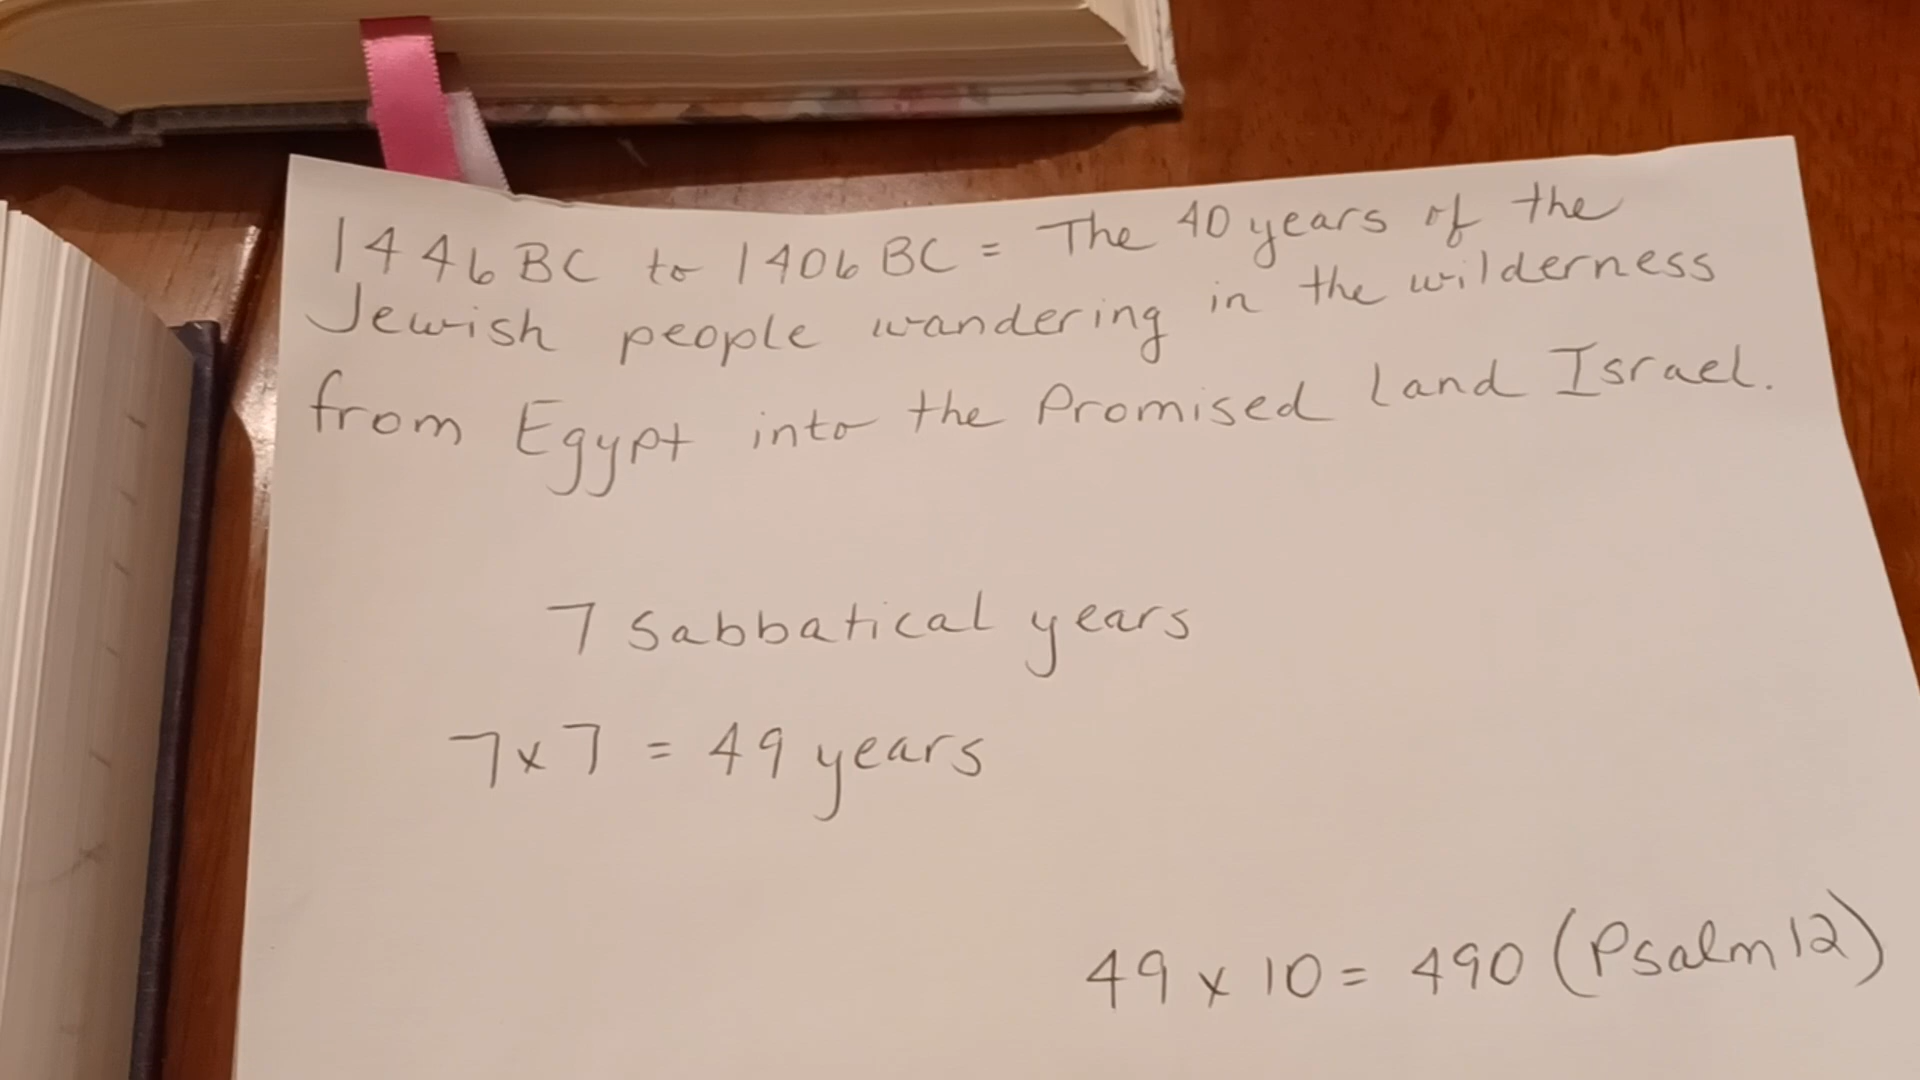 1446 BC to 1406 BC = The 40 years of the
Jewish people wandering in the wilderness
from Egypt into the Promised Land Israel.
7 Sabbatical years
7x7 = 49 years
49 x 10 = 490 (Psalm 12)